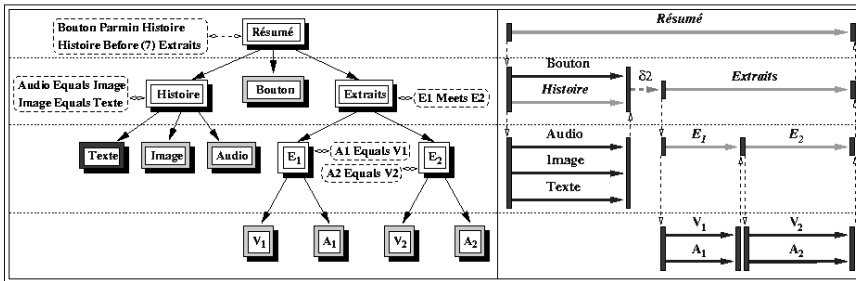 Bouton Parmin Histoire
Histoire Before (7) Extraits
Résumé
Audio Equals Image
Image Equals Texte
Histoire
Bouton
Extraits
E1 Meets E2
Texte
Image
Audio
E1
A1 Equals V1
A2 Equals V2
E2
V1
A1
V2
A2
Résumé
Bouton
Histoire
δ2
Extraits
Audio
Image
Texte
E1
E2
V1
V2
A1
A2